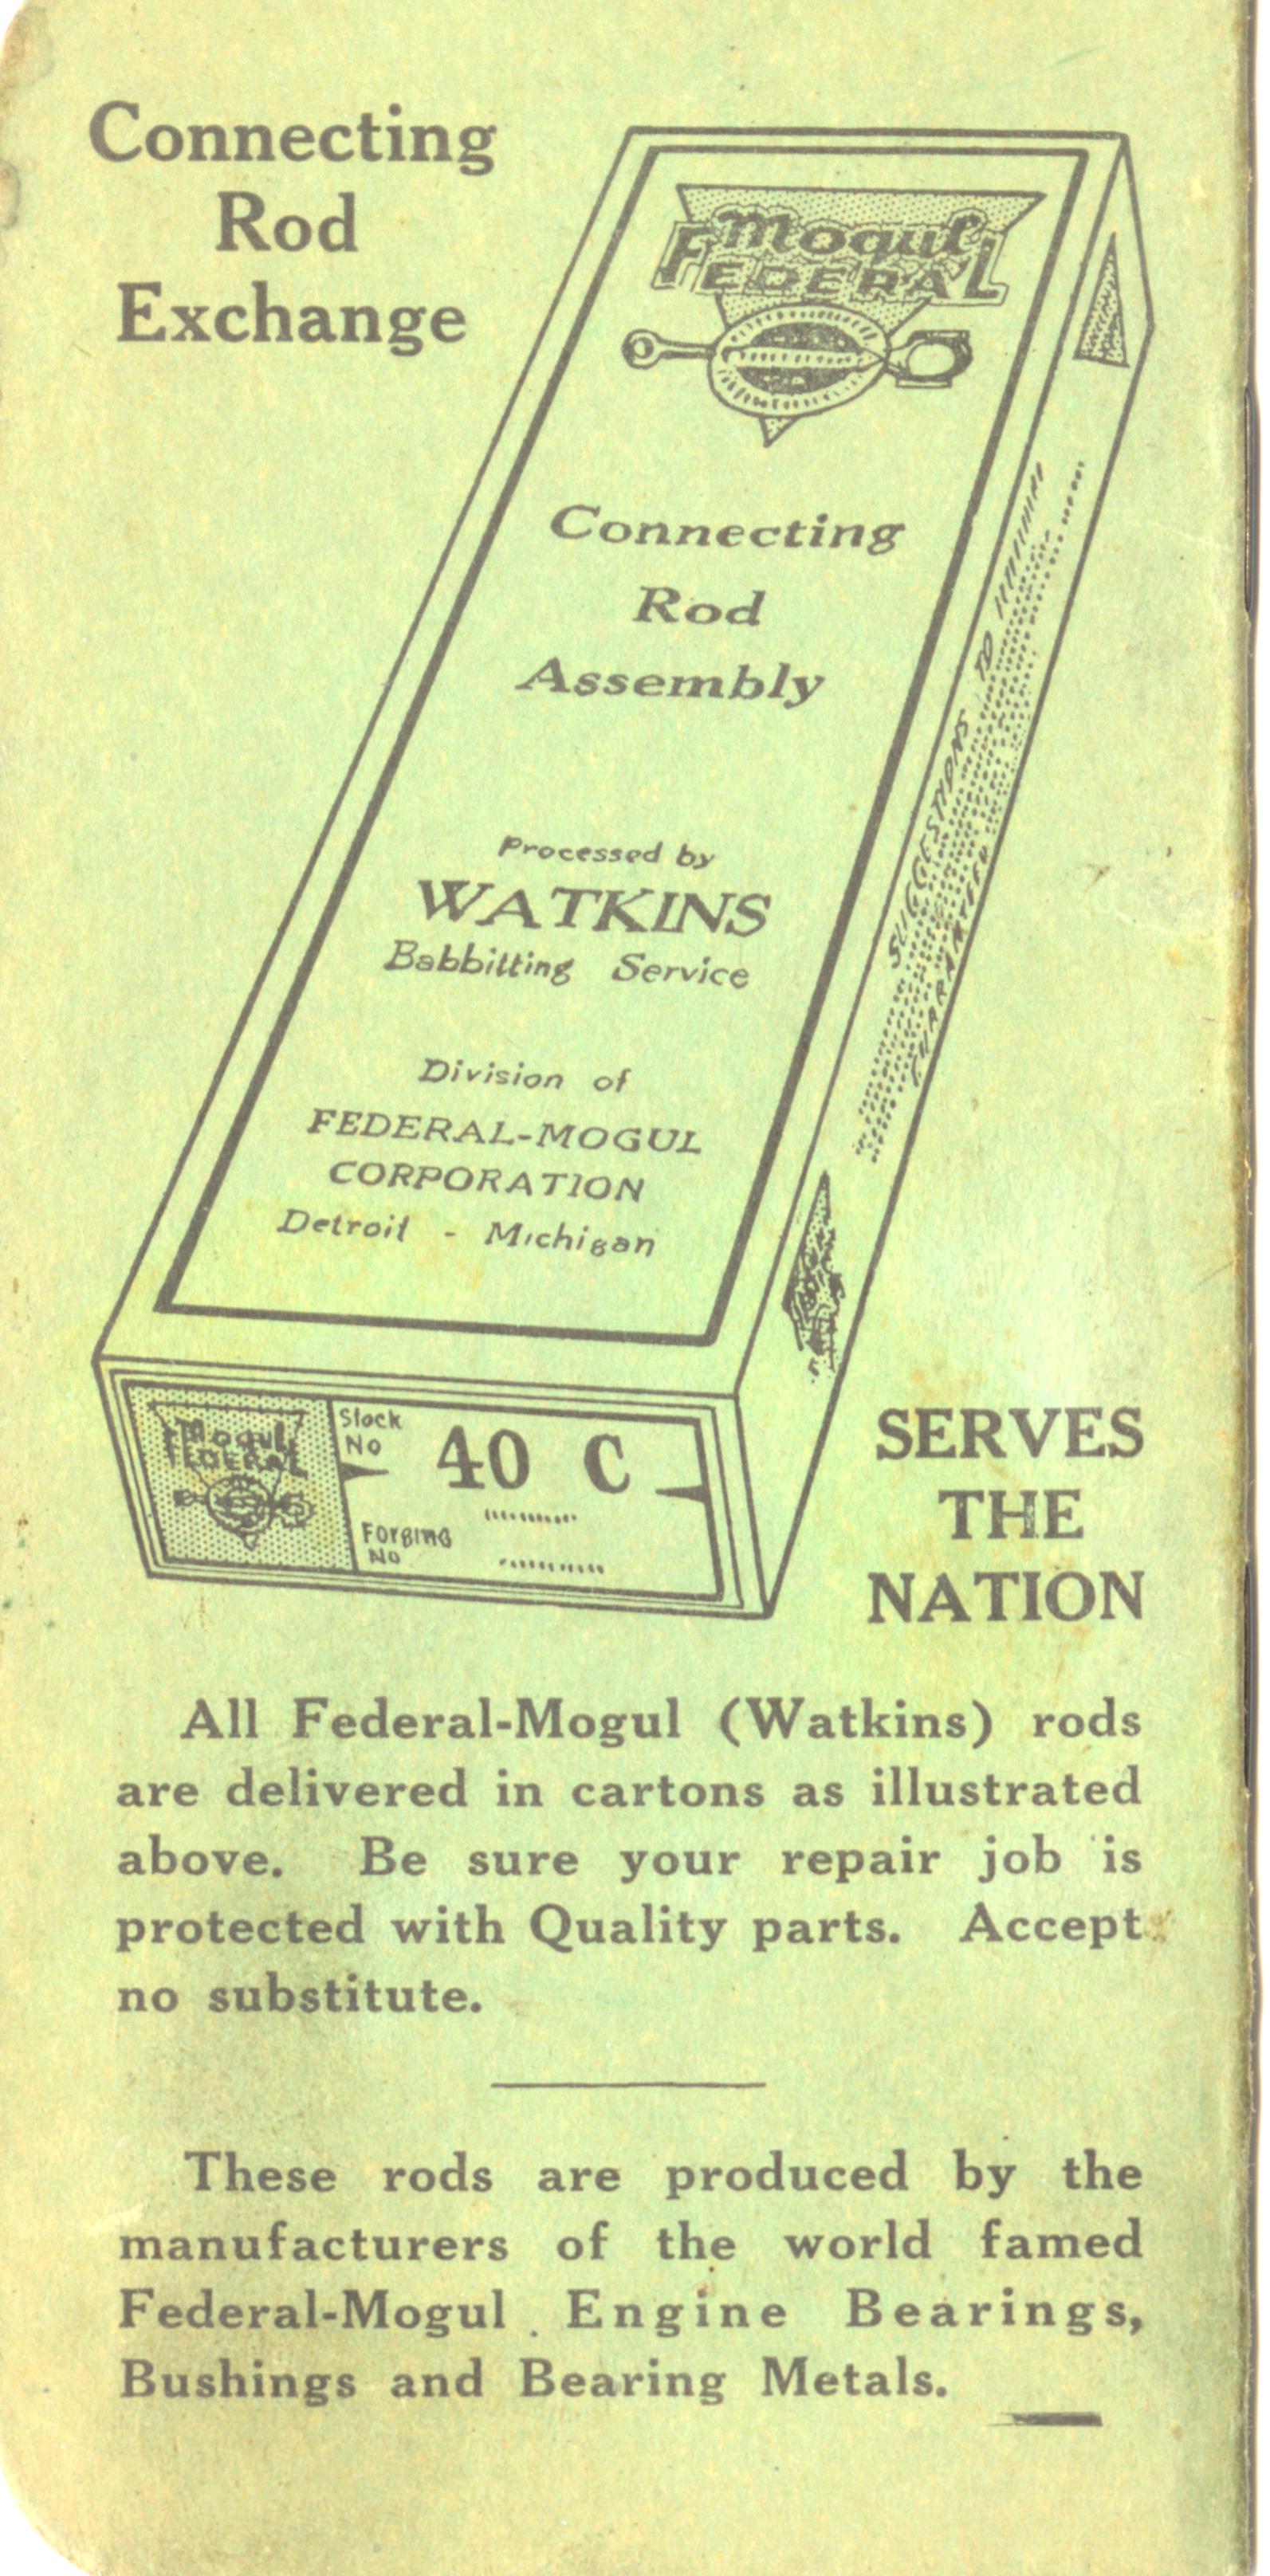 Connecting
Rod
Exchange
Mogul
FEDERAL
Connecting
Rod
Assembly
Processed by
WATKINS
Babbitting Service
Division of
FEDERAL-MOGUL
CORPORATION
Detroit - Michigan
SUGGESTIONS TO
Mogul
FEDERAL
Stock
No
40 C
Forging
No
SERVES
THE
NATION
All Federal-Mogul (Watkins) rods
are delivered in cartons as illustrated
above. Be sure your repair job is
protected with Quality parts. Accept
no substitute.
These rods are produced by the
manufacturers of the world famed
Federal-Mogul Engine Bearings,
Bushings and Bearing Metals.